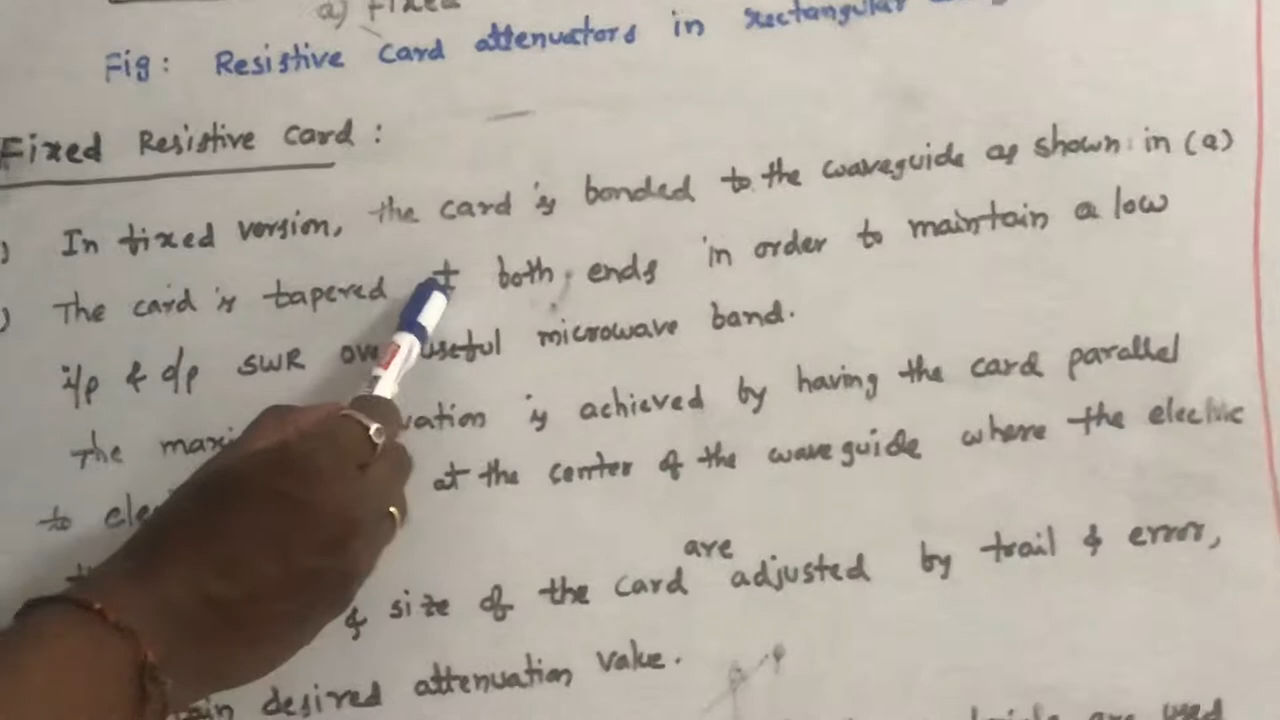 a) Fixed
Fig: Resistive card attenuators in rectangular
Fixed Resistive card:
) In fixed version, the card is bonded to the waveguide as shown in (a)
) The card is tapered at both ends in order to maintain a low
i/p & o/p SWR over useful microwave band.
The is achieved by having the card parallel
to at the center of the waveguide where the electric
& size of the card are adjusted by trail & error,
desired attenuation value.
are used